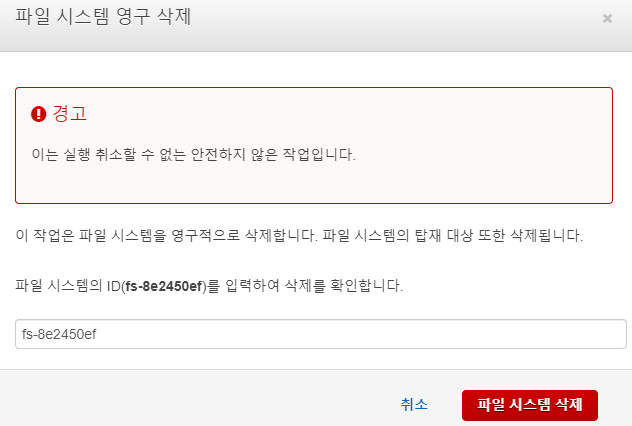 파일 시스템 영구 삭제
경고
이는 실행 취소할 수 없는 안전하지 않은 작업입니다.
이 작업은 파일 시스템을 영구적으로 삭제합니다. 파일 시스템의 탑재 대상 또한 삭제됩니다.
파일 시스템의 ID(fs-8e2450ef)를 입력하여 삭제를 확인합니다.
fs-8e2450ef
취소 파일 시스템 삭제